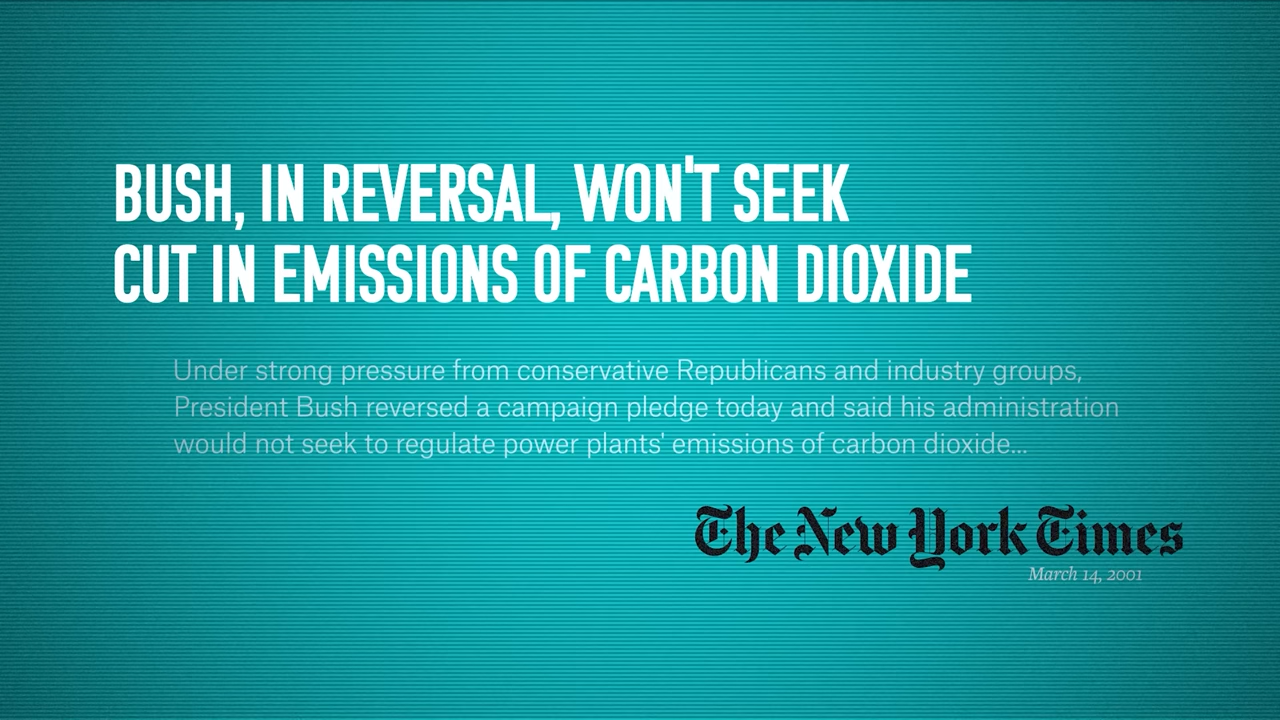 BUSH, IN REVERSAL, WON'T SEEK
CUT IN EMISSIONS OF CARBON DIOXIDE
Under strong pressure from conservative Republicans and industry groups,
President Bush reversed a campaign pledge today and said his administration
would not seek to regulate power plants' emissions of carbon dioxide...
The New York Times
March 14, 2001